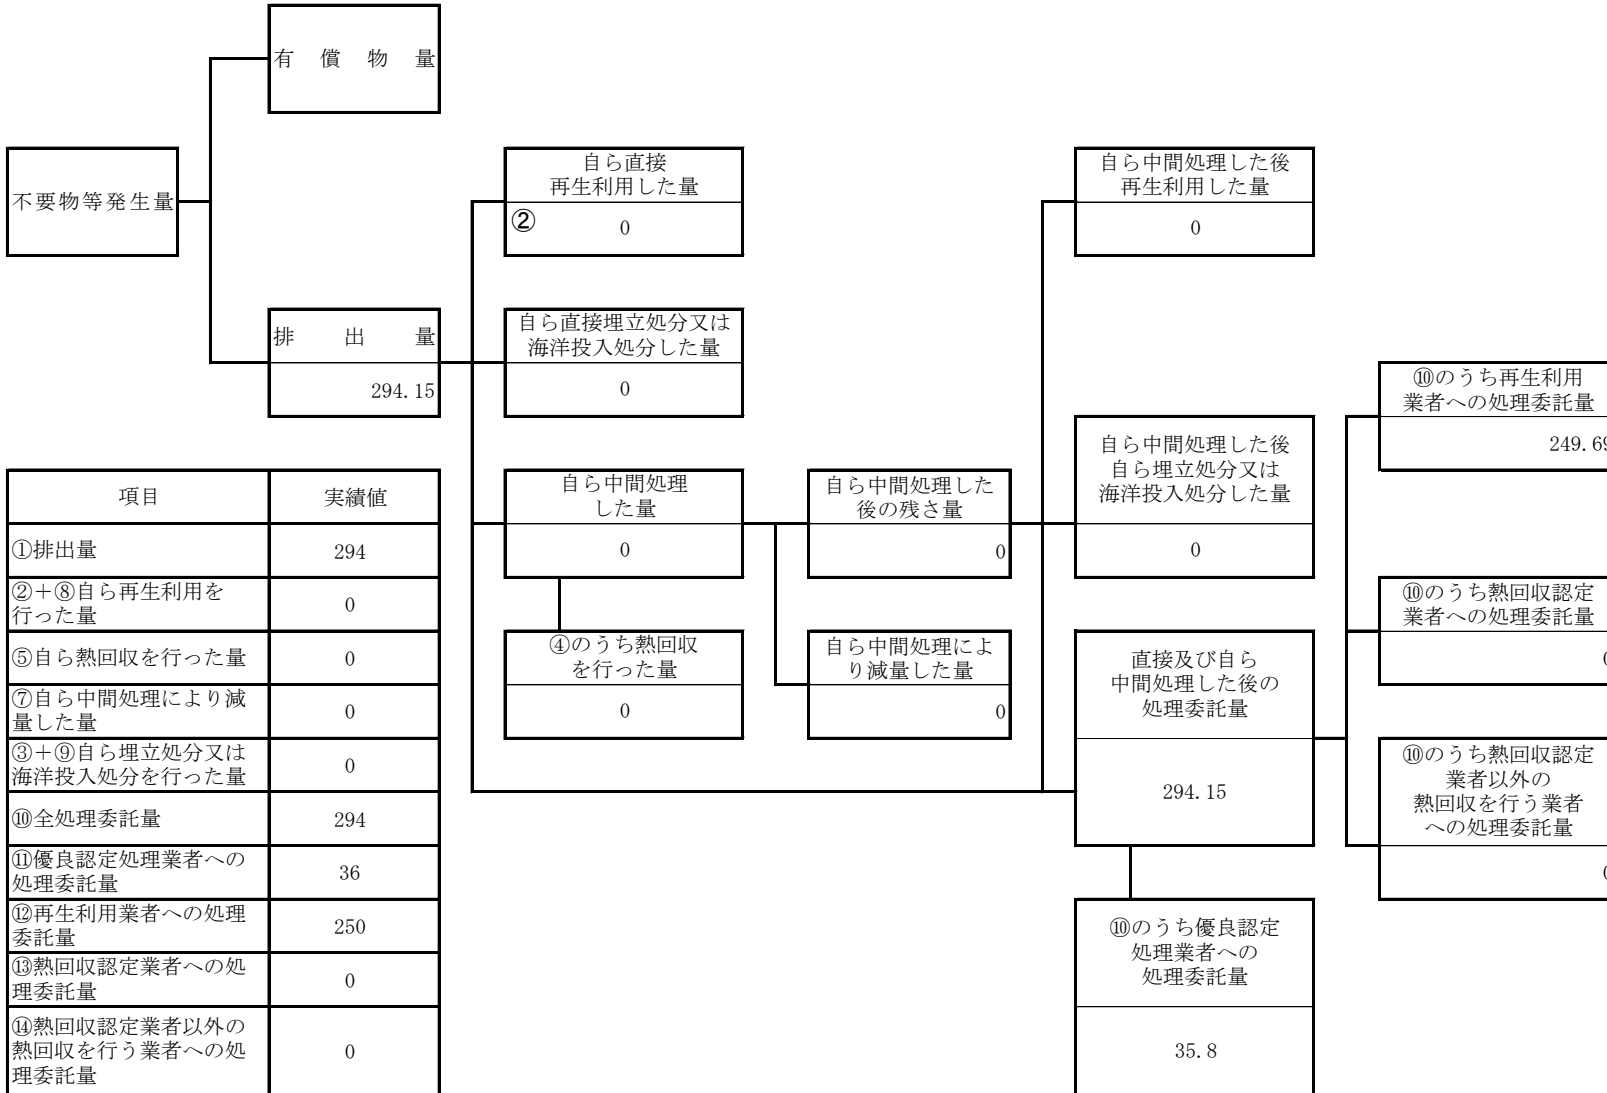 有償物量
不要物等発生量
排出量
294.15
自ら直接
再生利用した量
②
0
自ら直接埋立処分又は
海洋投入処分した量
0
自ら中間処理
した量
0
④のうち熱回収
を行った量
0
自ら中間処理した
後の残さ量
0
自ら中間処理によ
り減量した量
0
自ら中間処理した後
再生利用した量
0
自ら中間処理した後
自ら埋立処分又は
海洋投入処分した量
0
直接及び自ら
中間処理した後の
処理委託量
294.15
⑩のうち優良認定
処理業者への
処理委託量
35.8
⑩のうち再生利用
業者への処理委託量
249.69
⑩のうち熱回収認定
業者への処理委託量
0
⑩のうち熱回収認定
業者以外の
熱回収を行う業者
への処理委託量
0
項目 実績値
①排出量 294
②+⑧自ら再生利用を
行った量 0
⑤自ら熱回収を行った量 0
⑦自ら中間処理により減
量した量 0
③+⑨自ら埋立処分又は
海洋投入処分を行った量 0
⑩全処理委託量 294
⑪優良認定処理業者への
処理委託量 36
⑫再生利用業者への処理
委託量 250
⑬熱回収認定業者への処
理委託量 0
⑭熱回収認定業者以外の
熱回収を行う業者への処
理委託量 0